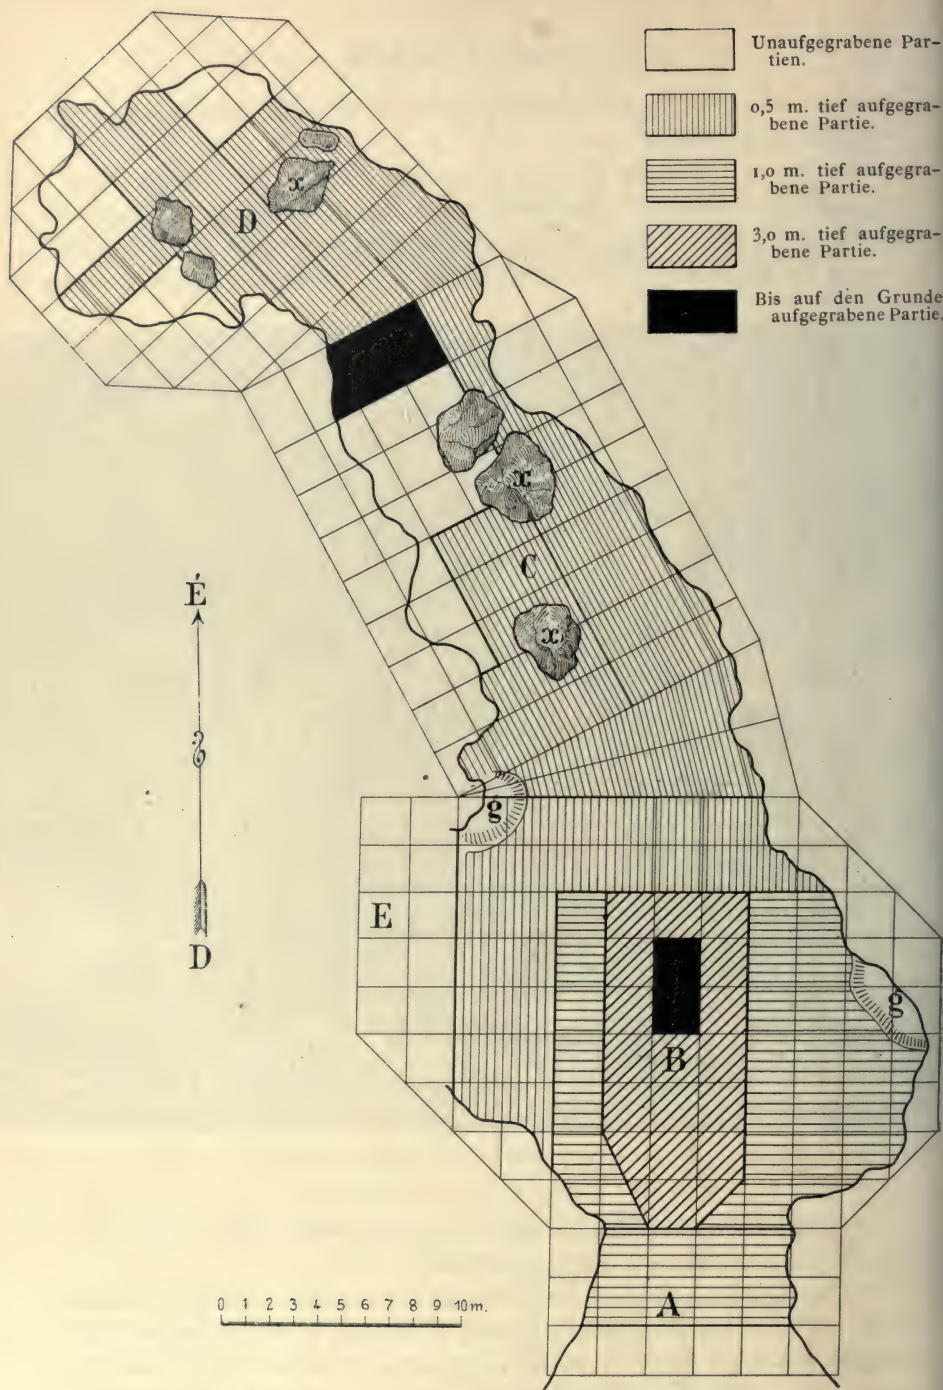 Unaufgegrabene Par-
tien.
0,5 m. tief aufgegra-
bene Partie.
1,0 m. tief aufgegra-
bene Partie.
3,0 m. tief aufgegra-
bene Partie.
Bis auf den Grunde
aufgegrabene Partie.
x
D
x
C
É
x
g
E
D
g
B
0 1 2 3 4 5 6 7 8 9 10 m.
A